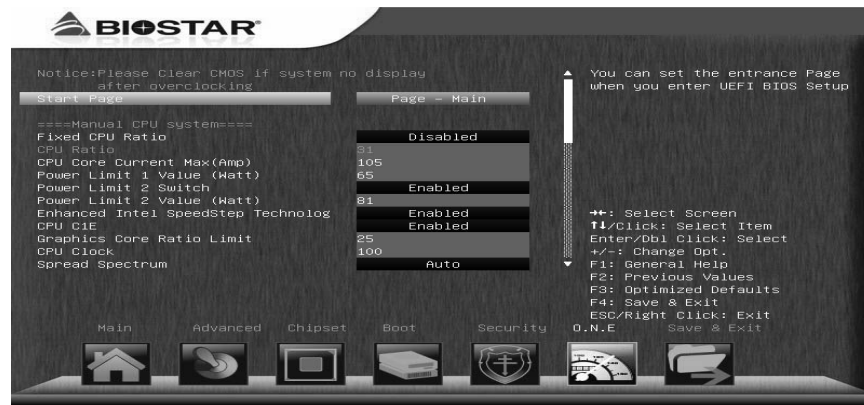 BIOSTAR
Notice:Please Clear CMOS if system no display
after overclocking
Start Page Page - Main
====Manual CPU system====
Fixed CPU Ratio Disabled
CPU Ratio 31
CPU Core Current Max(Amp) 105
Power Limit 1 Value (Watt) 65
Power Limit 2 Switch Enabled
Power Limit 2 Value (Watt) 81
Enhanced Intel SpeedStep Technolog Enabled
CPU C1E Enabled
Graphics Core Ratio Limit 25
CPU Clock 100
Spread Spectrum Auto
You can set the entrance Page
when you enter UEFI BIOS Setup
→←: Select Screen
↑↓/Click: Select Item
Enter/Dbl Click: Select
+/-: Change Opt.
F1: General Help
F2: Previous Values
F3: Optimized Defaults
F4: Save & Exit
ESC/Right Click: Exit
Main Advanced Chipset Boot Security O.N.E Save & Exit